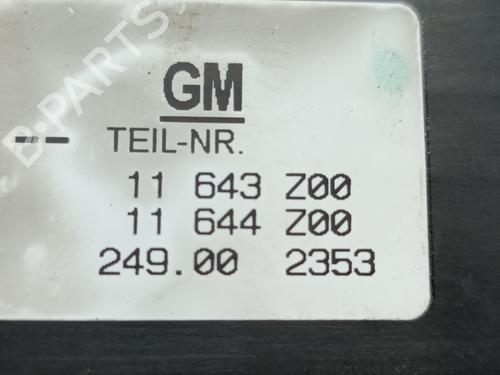 B-PARTS
GM
TEIL-NR.
11 643 Z00
11 644 Z00
249.00 2353